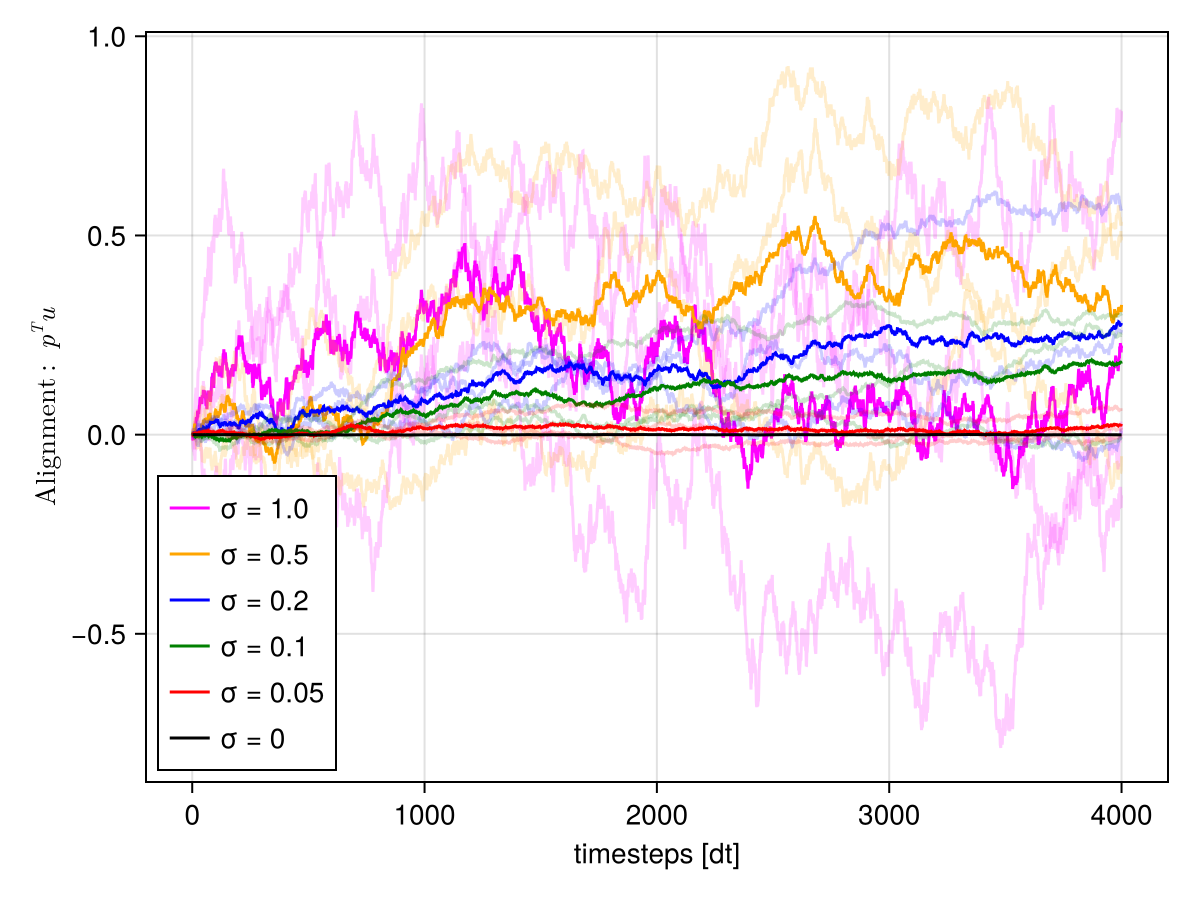 1.0
0.5
0.0
−0.5
Alignment: pᵀu
σ = 1.0
σ = 0.5
σ = 0.2
σ = 0.1
σ = 0.05
σ = 0
0 1000 2000 3000 4000
timesteps [dt]